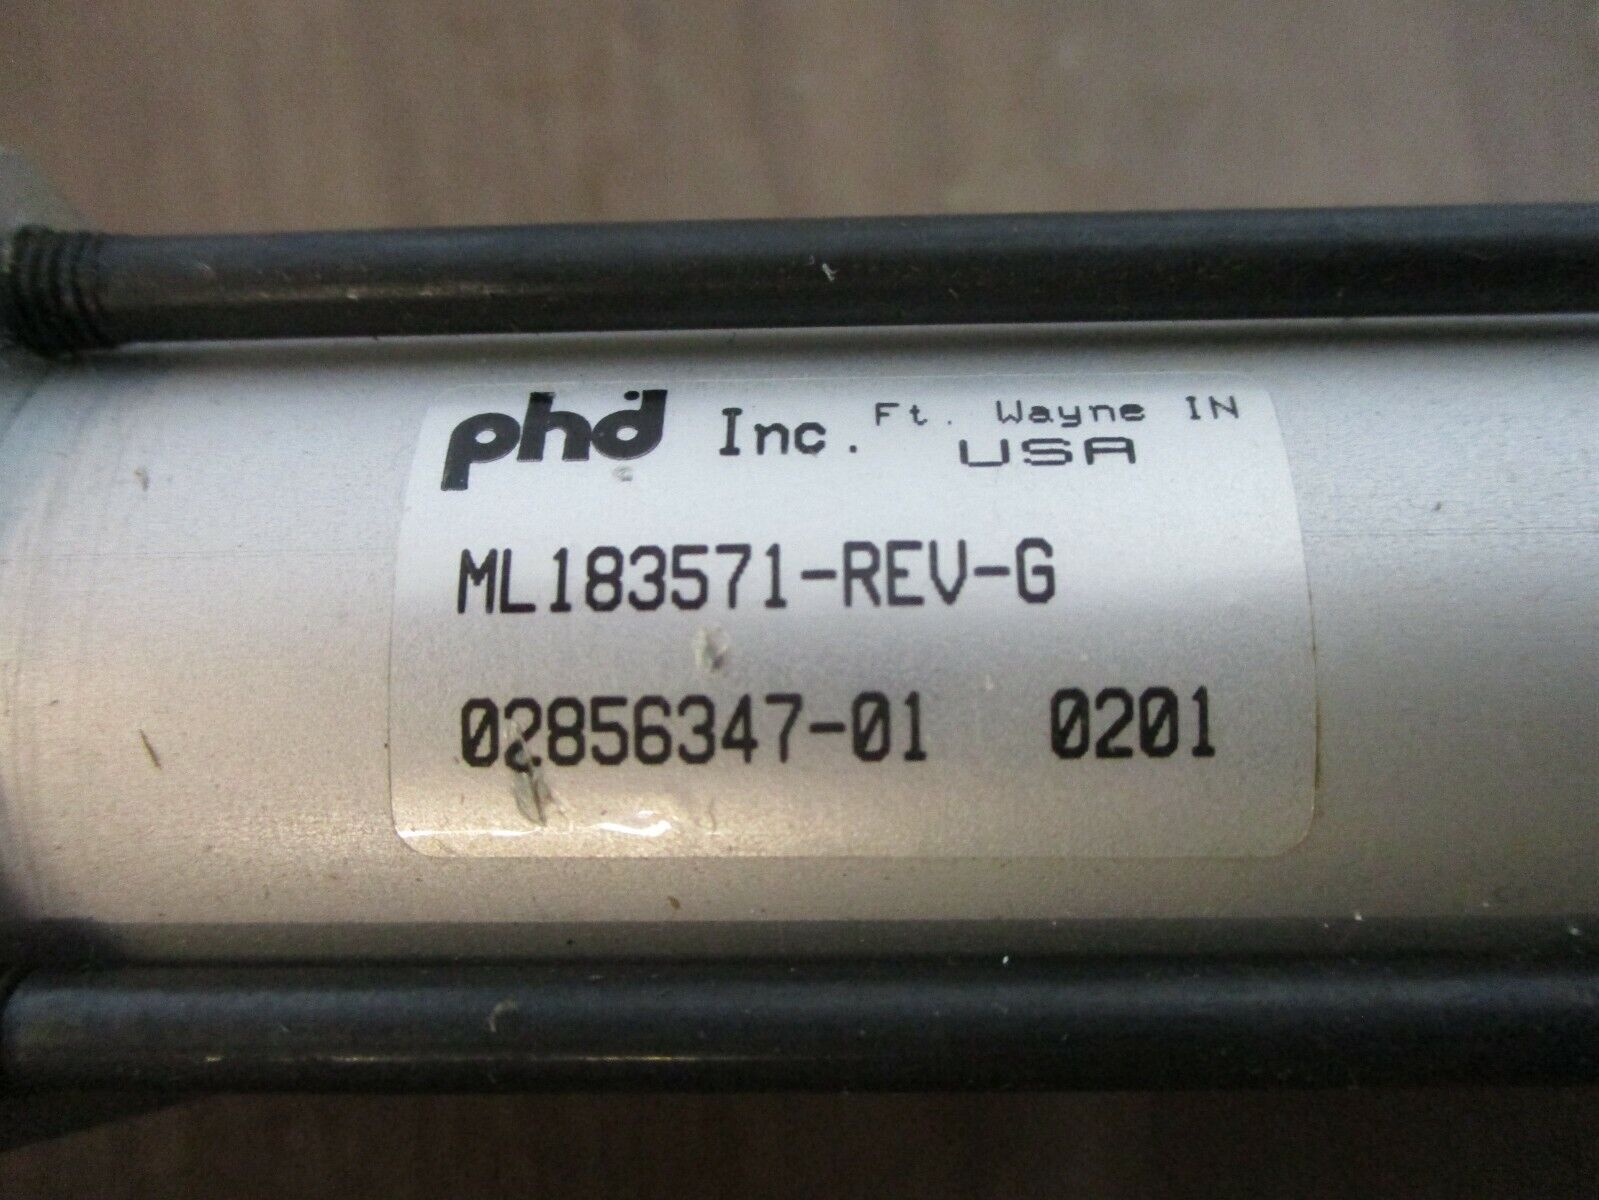 phd Inc. Ft. Wayne IN
USA
ML183571-REV-G
02856347-01 0201